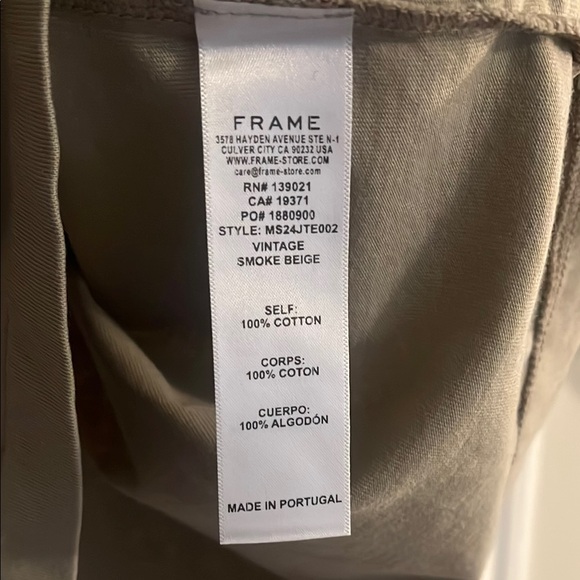 FRAME
3578 HAYDEN AVENUE STE N-1
CULVER CITY CA 90232 USA
WWW.FRAME-STORE.COM
care@frame-store.com
RN# 139021
CA# 19371
PO# 1880900
STYLE: MS24JTE002
VINTAGE
SMOKE BEIGE
SELF:
100% COTTON
CORPS:
100% COTON
CUERPO:
100% ALGODÓN
MADE IN PORTUGAL